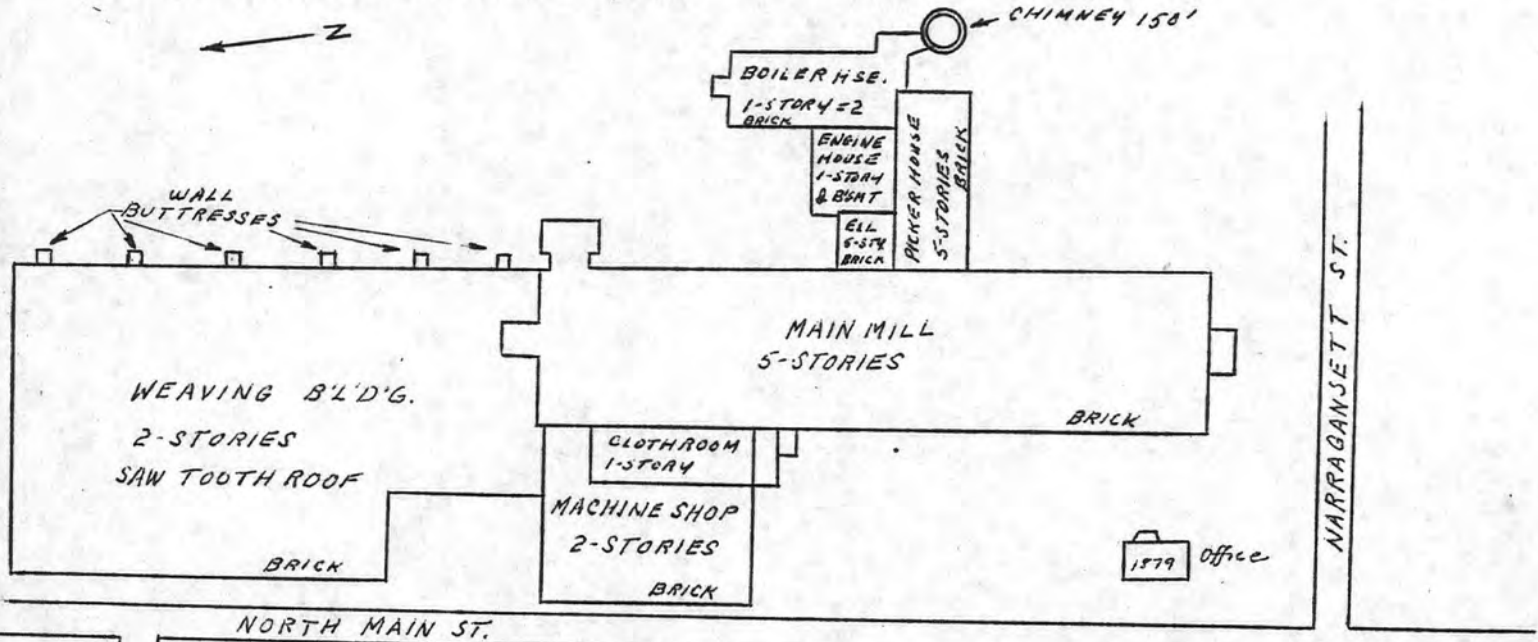 N
CHIMNEY 150'
BOILER HSE.
1-STORY=2
BRICK
ENGINE
HOUSE
1-STORY
& BSMT
ELL
5-STY
BRICK
PICKER HOUSE
5-STORIES
BRICK
WALL
BUTTRESSES
MAIN MILL
5-STORIES
BRICK
WEAVING B'L'D'G.
2-STORIES
SAW TOOTH ROOF
BRICK
CLOTHROOM
1-STORY
MACHINE SHOP
2-STORIES
BRICK
1879
Office
NARRAGANSETT ST.
NORTH MAIN ST.